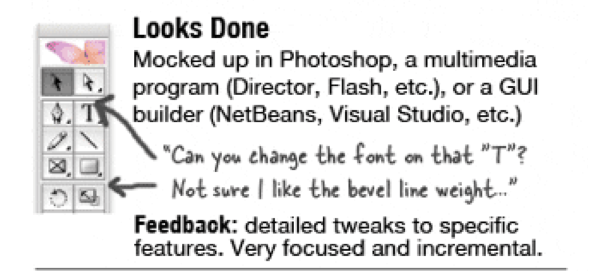 Looks Done
Mocked up in Photoshop, a multimedia
program (Director, Flash, etc.), or a GUI
builder (NetBeans, Visual Studio, etc.)
T
"Can you change the font on that "T"?
Not sure I like the bevel line weight..."
Feedback: detailed tweaks to specific
features. Very focused and incremental.